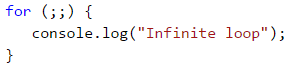 for (;;) {
   console.log("Infinite loop");
}